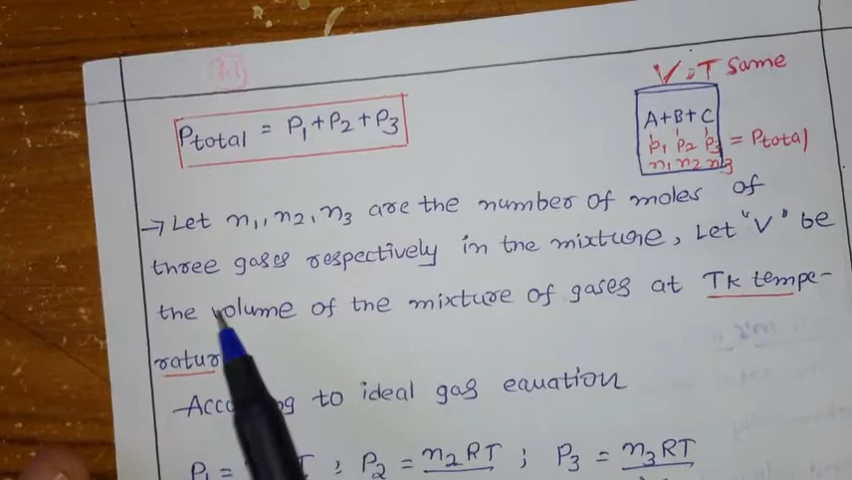 V, T same
Ptotal = P1+P2+P3
A+B+C
p1 p2 p3 = Ptotal
n1 n2 n3
→ Let n1, n2, n3 are the number of moles of
three gases respectively in the mixture, Let "V" be
the volume of the mixture of gases at TK tempe-
ratur
to ideal gas equation
P1 = T ; P2 = n2RT ; P3 = n3RT